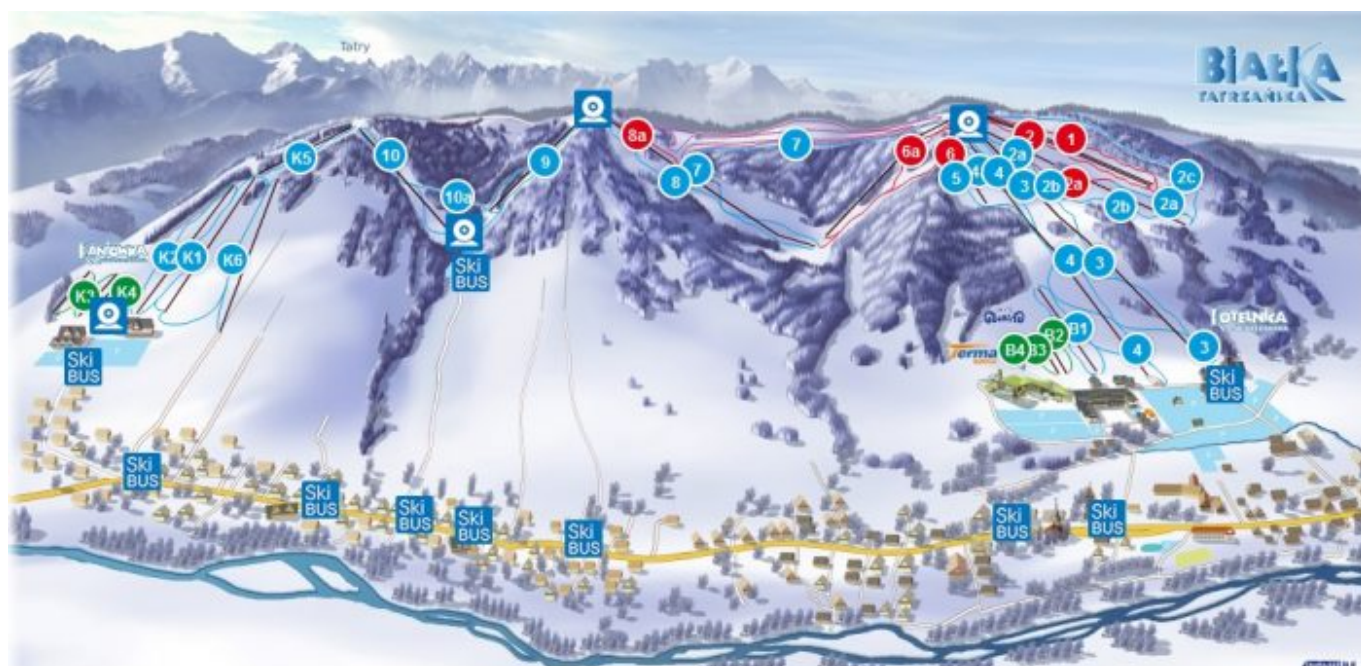 Tatry
BIAŁKA
TATRZAŃSKA
8a
7
7
8
6a
6
2
1
2a
5
4
4
3
2b
2a
2c
2a
2b
K5
10
9
10a
Ski
BUS
K2
K1
K6
K3
K4
Ski
BUS
4
3
B1
B2
B3
B4
Terma
4
3
Ski
BUS
Ski
BUS
Ski
BUS
Ski
BUS
Ski
BUS
Ski
BUS
Ski
BUS
Ski
BUS